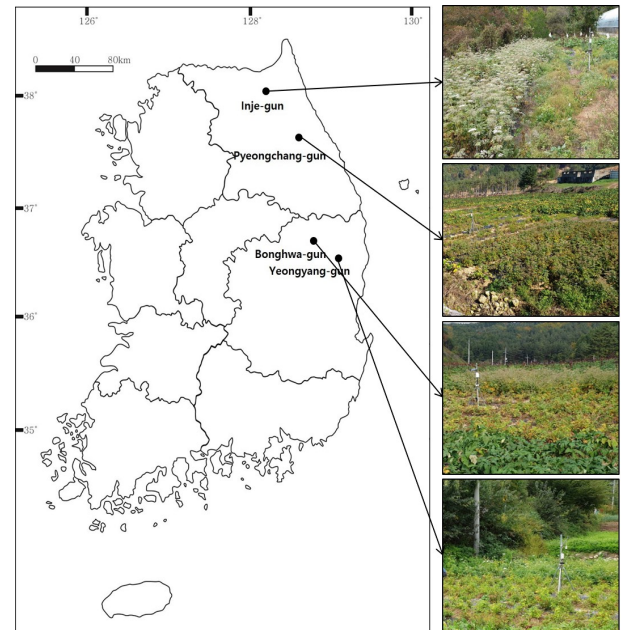 126° 128° 130°
0 40 80km
38°
Inje-gun
Pyeongchang-gun
37°
Bonghwa-gun
Yeongyang-gun
36°
35°